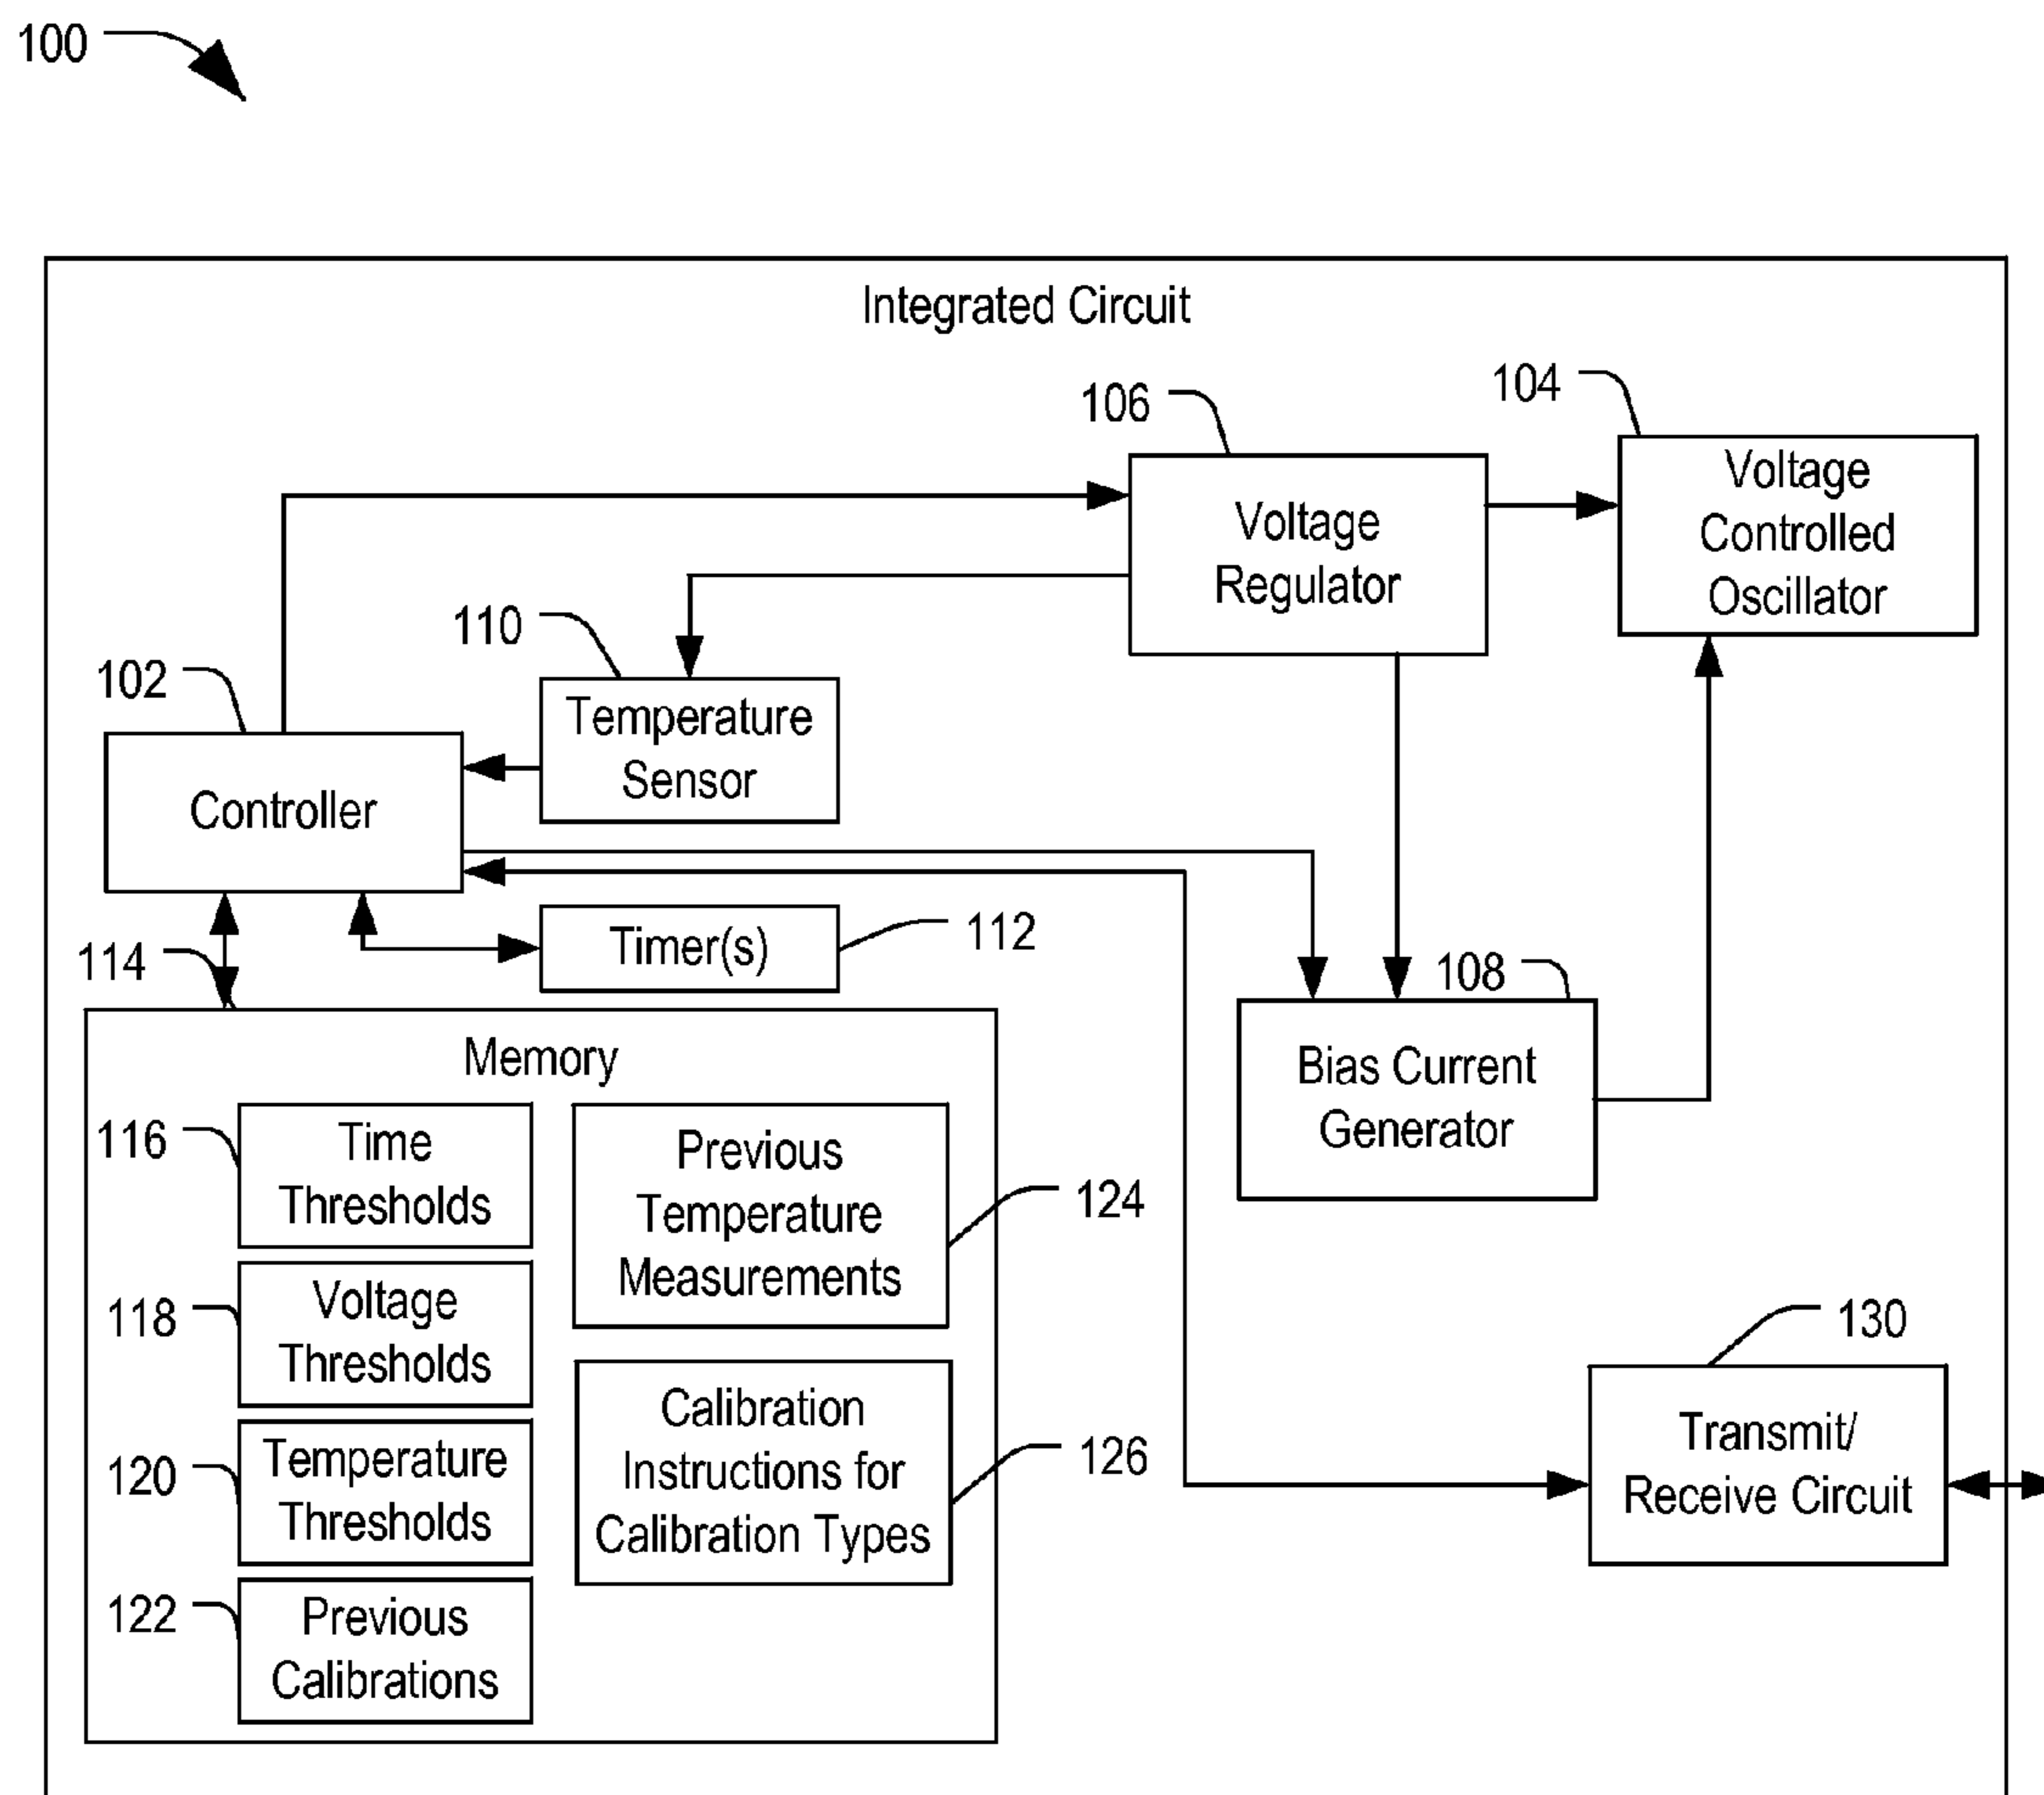 100
Integrated Circuit
106
104
Voltage
Controlled
Oscillator
Voltage
Regulator
110
102
Temperature
Sensor
Controller
114
Timer(s)
112
108
Memory
Bias Current
Generator
116
Time
Thresholds
Previous
Temperature
Measurements
124
118
Voltage
Thresholds
130
Calibration
Instructions for
Calibration Types
126
120
Temperature
Thresholds
Transmit/
Receive Circuit
122
Previous
Calibrations